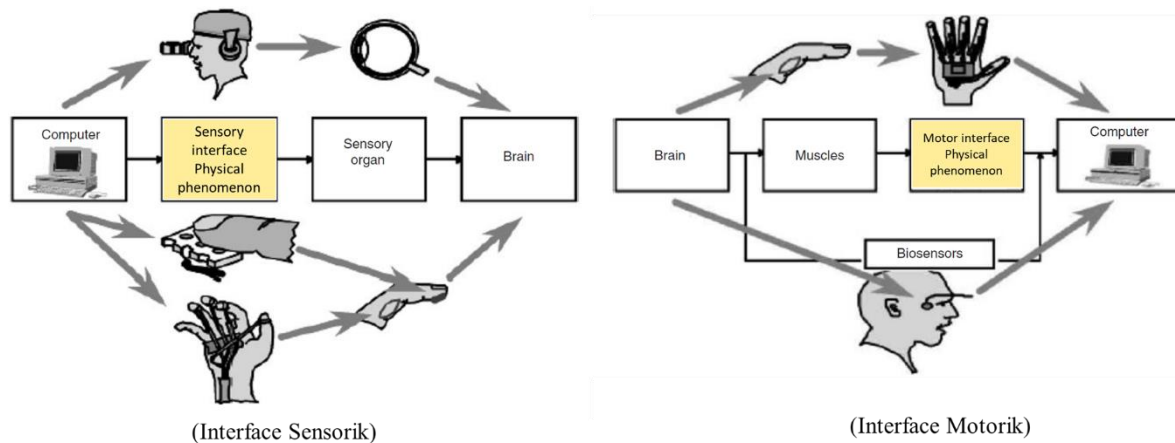 Computer
Sensory
interface
Physical
phenomenon
Sensory
organ
Brain
(Interface Sensorik)
Brain
Muscles
Motor interface
Physical
phenomenon
Computer
Biosensors
(Interface Motorik)